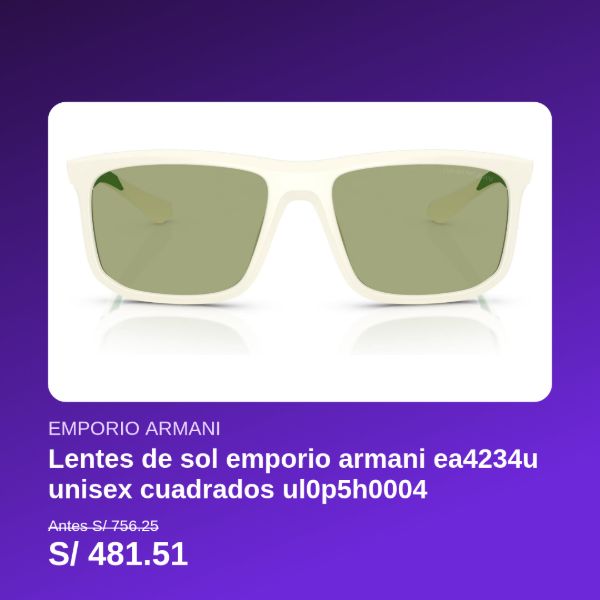 EMPORIO ARMANI
Lentes de sol emporio armani ea4234u
unisex cuadrados ul0p5h0004
Antes S/ 756.25
S/ 481.51